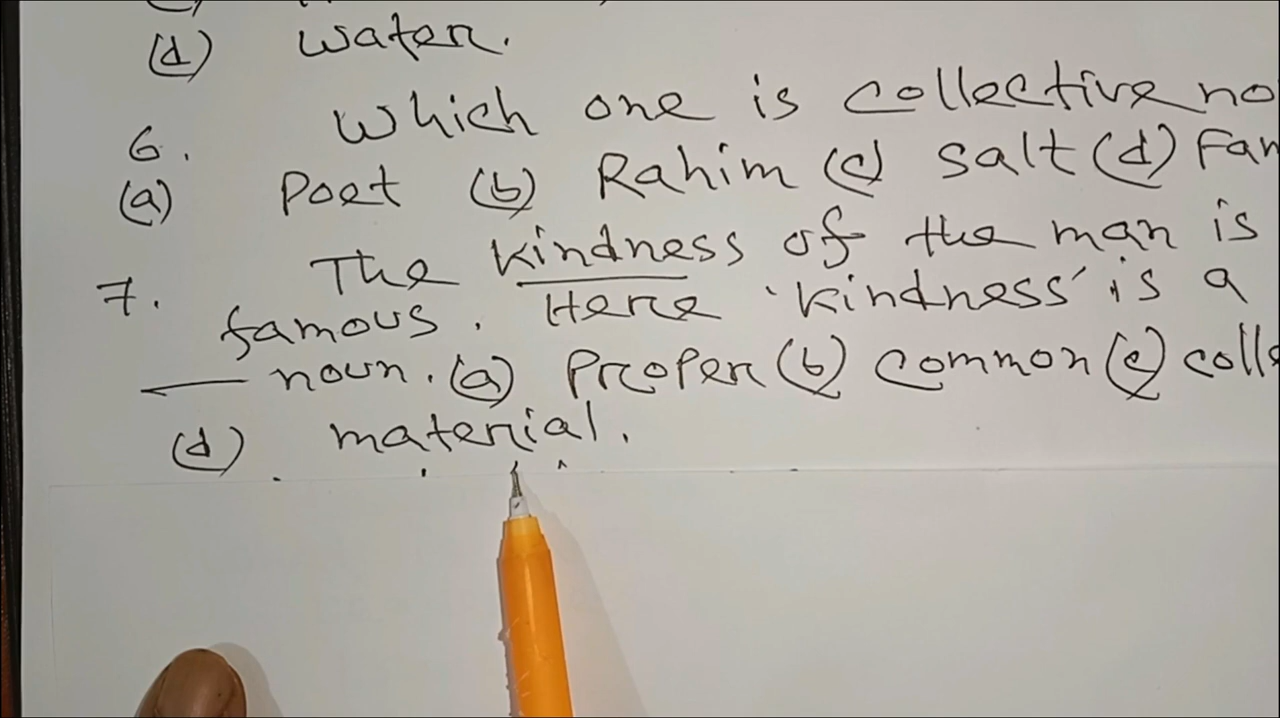 (d) water.
6. Which one is collective no
(a) Poet (b) Rahim (c) salt (d) Fam
7. The kindness of the man is
famous. Here 'kindness' is a
— noun. (a) Proper (b) common (c) colle
(d) material.